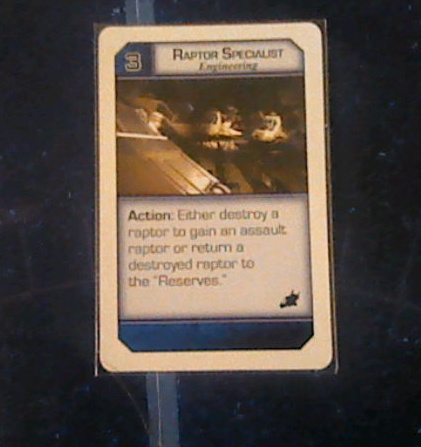 3
RAPTOR SPECIALIST
Engineering
Action: Either destroy a
raptor to gain an assault
raptor or return a
destroyed raptor to
the "Reserves."